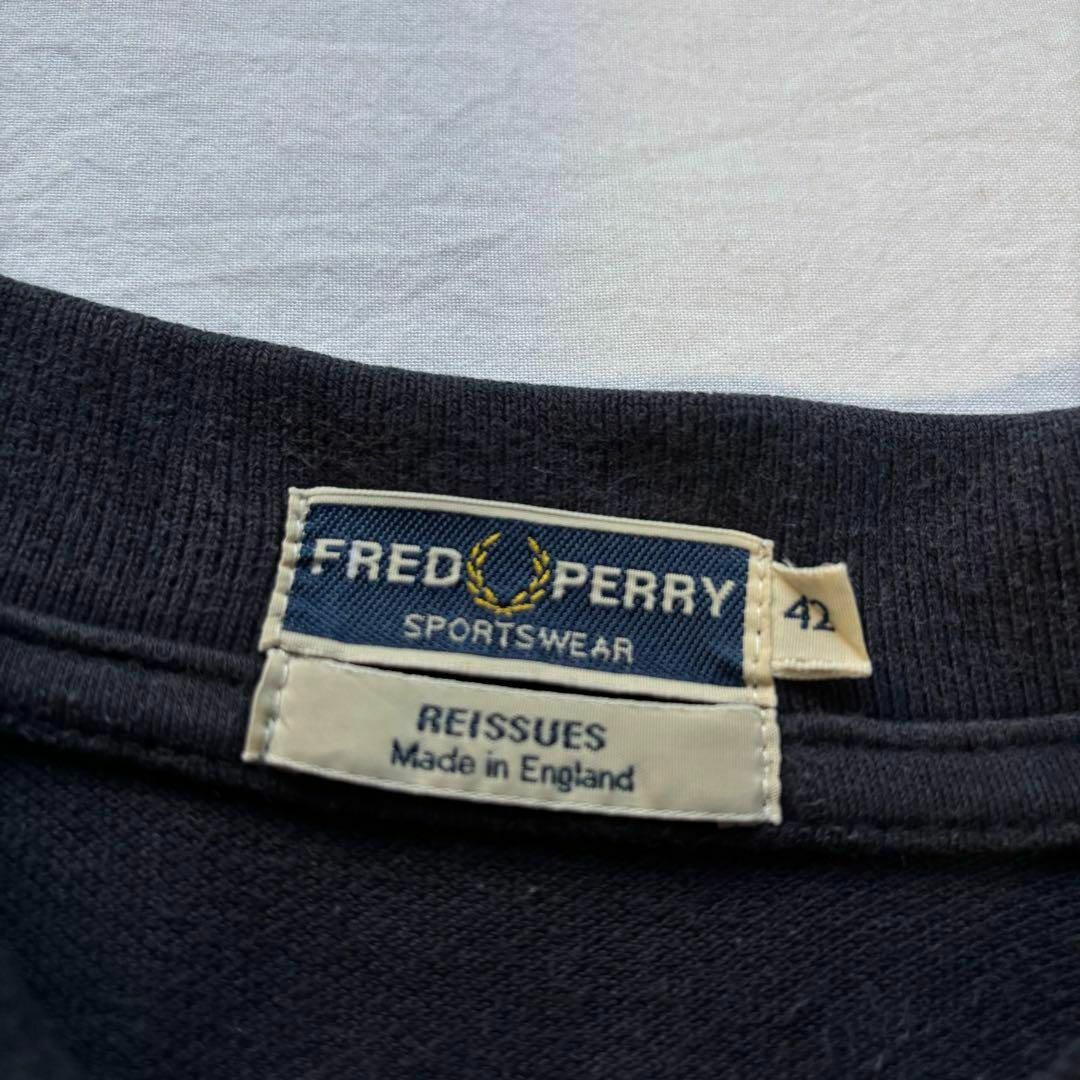 FRED PERRY
SPORTSWEAR
42
REISSUES
Made in England